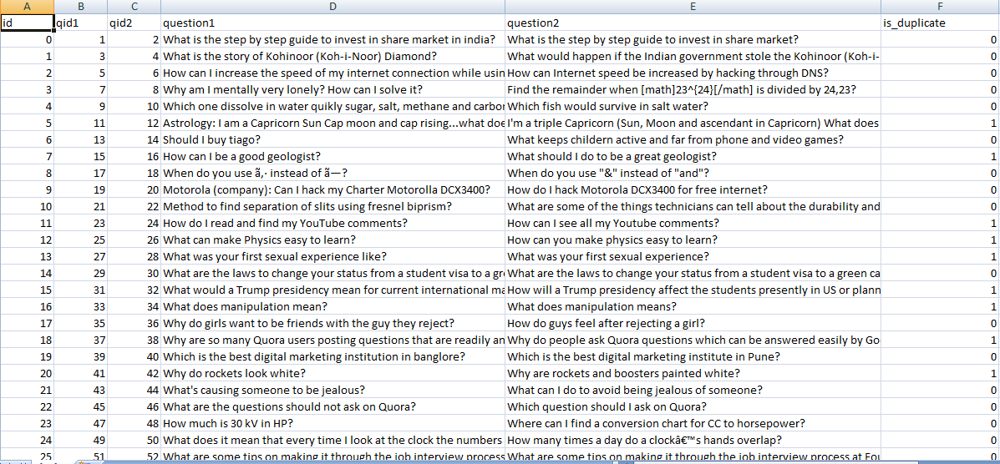 A B C D E F
id qid1 qid2 question1 question2 is_duplicate
0 1 2 What is the step by step guide to invest in share market in india? What is the step by step guide to invest in share market? 0
1 3 4 What is the story of Kohinoor (Koh-i-Noor) Diamond? What would happen if the Indian government stole the Kohinoor (Koh-i- 0
2 5 6 How can I increase the speed of my internet connection while usin How can Internet speed be increased by hacking through DNS? 0
3 7 8 Why am I mentally very lonely? How can I solve it? Find the remainder when [math]23^{24}[/math] is divided by 24,23? 0
4 9 10 Which one dissolve in water quikly sugar, salt, methane and carbor Which fish would survive in salt water? 0
5 11 12 Astrology: I am a Capricorn Sun Cap moon and cap rising...what doe I'm a triple Capricorn (Sun, Moon and ascendant in Capricorn) What does 1
6 13 14 Should I buy tiago? What keeps childern active and far from phone and video games? 0
7 15 16 How can I be a good geologist? What should I do to be a great geologist? 1
8 17 18 When do you use ã‚· instead of ã—? When do you use "&" instead of "and"? 0
9 19 20 Motorola (company): Can I hack my Charter Motorolla DCX3400? How do I hack Motorola DCX3400 for free internet? 0
10 21 22 Method to find separation of slits using fresnel biprism? What are some of the things technicians can tell about the durability and 0
11 23 24 How do I read and find my YouTube comments? How can I see all my Youtube comments? 1
12 25 26 What can make Physics easy to learn? How can you make physics easy to learn? 1
13 27 28 What was your first sexual experience like? What was your first sexual experience? 1
14 29 30 What are the laws to change your status from a student visa to a gre What are the laws to change your status from a student visa to a green ca 0
15 31 32 What would a Trump presidency mean for current international ma How will a Trump presidency affect the students presently in US or plann 1
16 33 34 What does manipulation mean? What does manipulation means? 1
17 35 36 Why do girls want to be friends with the guy they reject? How do guys feel after rejecting a girl? 0
18 37 38 Why are so many Quora users posting questions that are readily an Why do people ask Quora questions which can be answered easily by Go 1
19 39 40 Which is the best digital marketing institution in banglore? Which is the best digital marketing institute in Pune? 0
20 41 42 Why do rockets look white? Why are rockets and boosters painted white? 1
21 43 44 What's causing someone to be jealous? What can I do to avoid being jealous of someone? 0
22 45 46 What are the questions should not ask on Quora? Which question should I ask on Quora? 0
23 47 48 How much is 30 kV in HP? Where can I find a conversion chart for CC to horsepower? 0
24 49 50 What does it mean that every time I look at the clock the numbers How many times a day do a clockâ€™s hands overlap? 0
25 51 52 What are some tips on making it through the job interview process What are some tips on making it through the job interview process at Fou 0